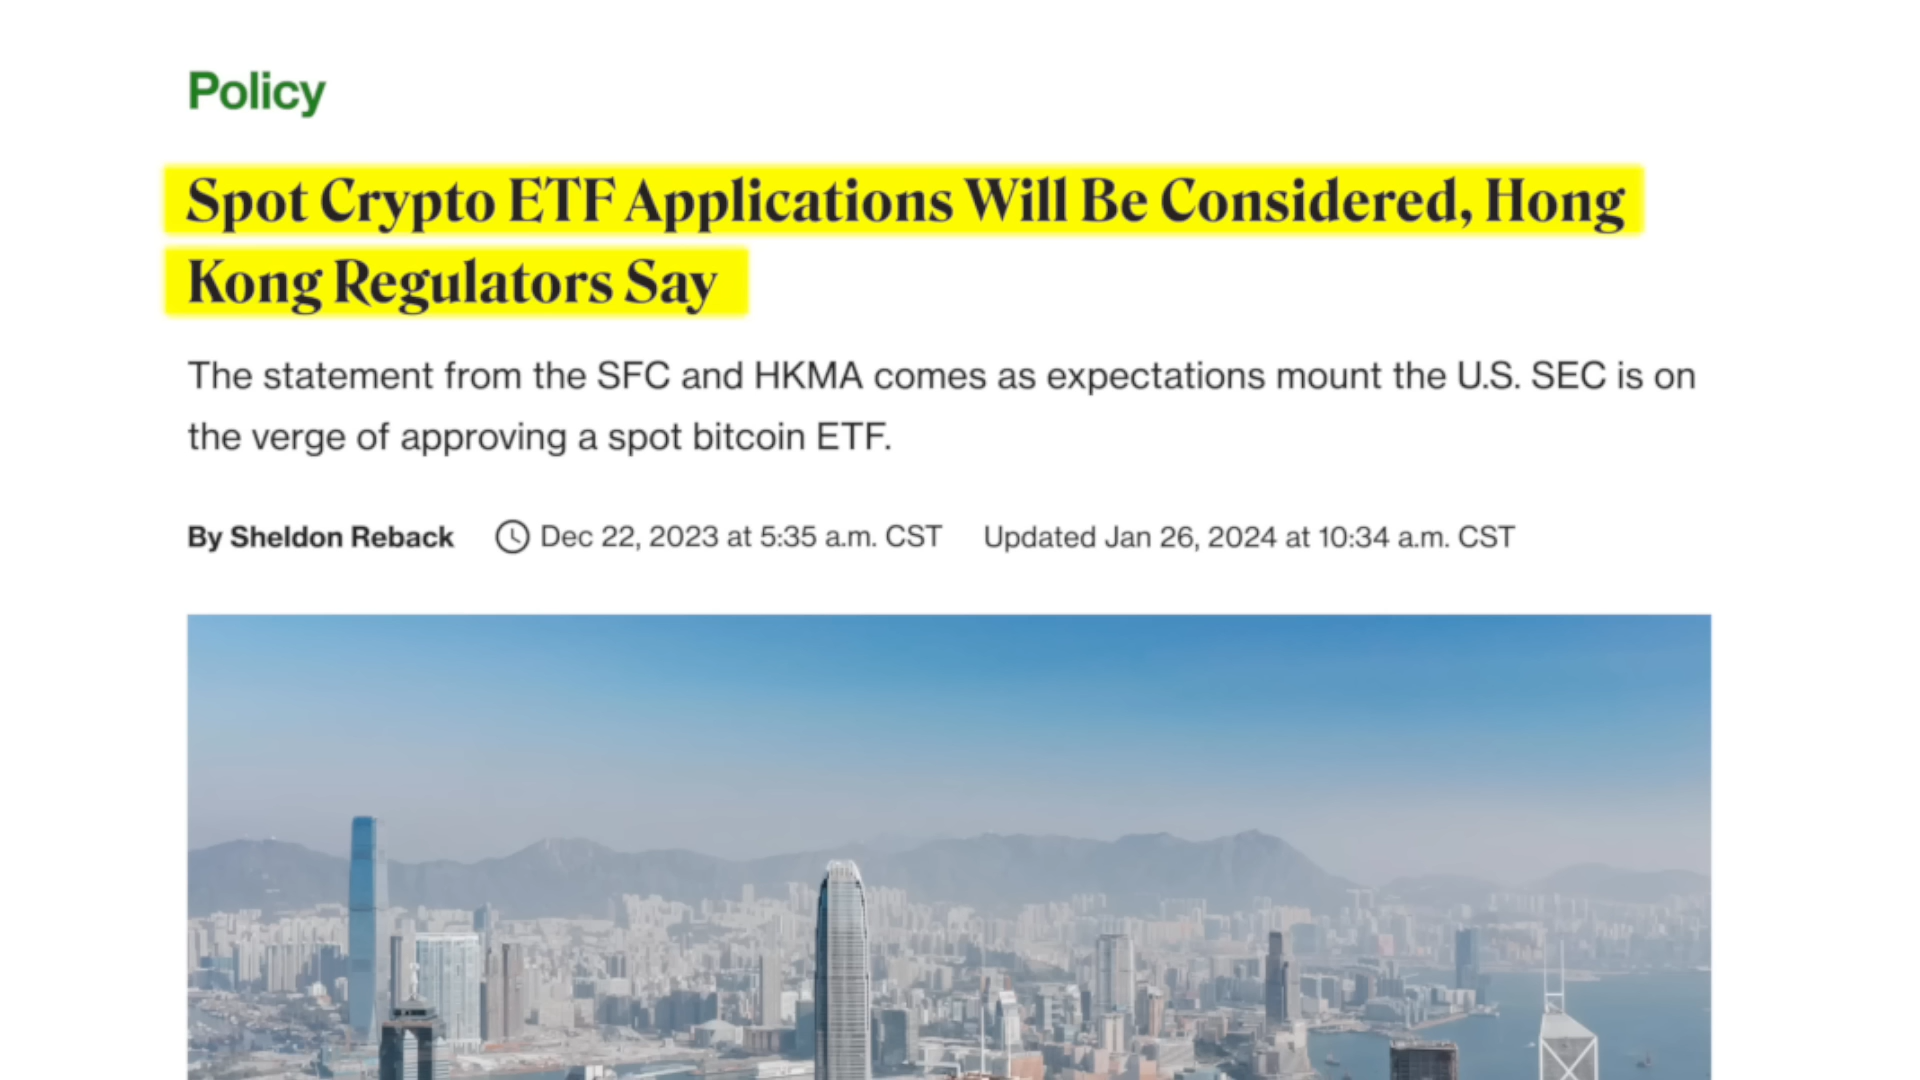 Policy
Spot Crypto ETF Applications Will Be Considered, Hong
Kong Regulators Say
The statement from the SFC and HKMA comes as expectations mount the U.S. SEC is on
the verge of approving a spot bitcoin ETF.
By Sheldon Reback Dec 22, 2023 at 5:35 a.m. CST Updated Jan 26, 2024 at 10:34 a.m. CST